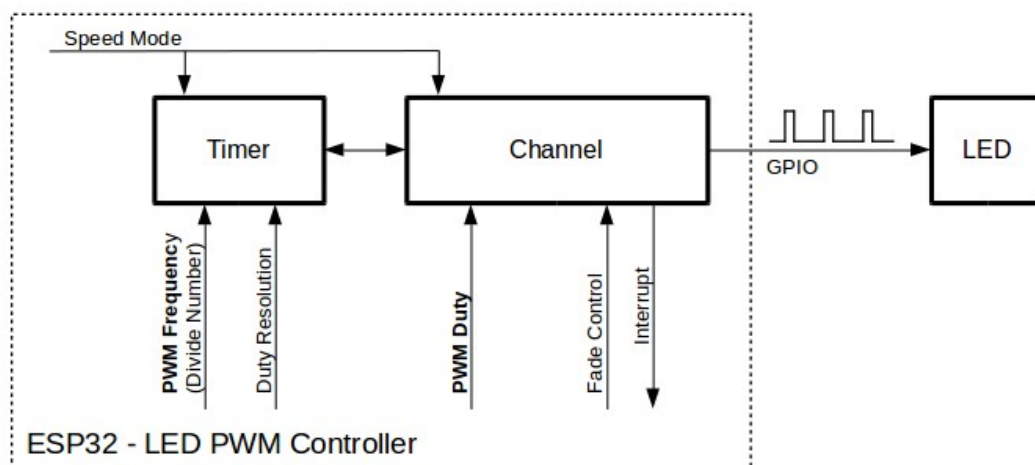 Speed Mode
Timer
Channel
GPIO
LED
PWM Frequency
(Divide Number)
Duty Resolution
PWM Duty
Fade Control
Interrupt
ESP32 - LED PWM Controller